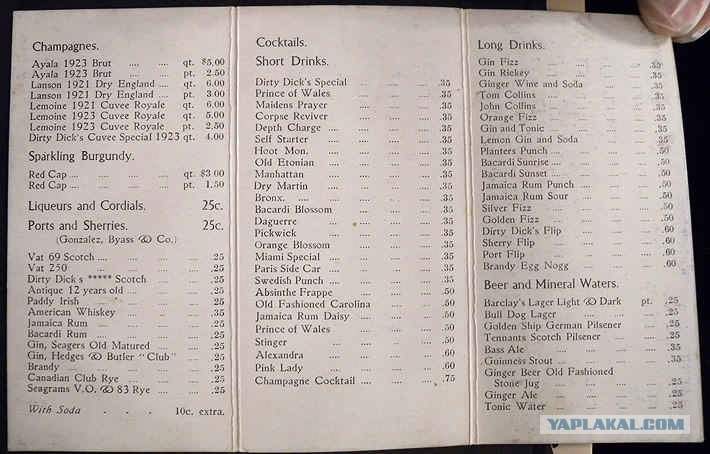 Champagnes.
Ayala 1923 Brut .... .... qt. $5.00
Ayala 1923 Brut .... .... pt. 2.50
Lanson 1921 Dry England .... qt. 6.00
Lanson 1921 Dry England .... pt. 3.00
Lemoine 1921 Cuvee Royale qt. 6.00
Lemoine 1923 Cuvee Royale qt. 5.00
Lemoine 1923 Cuvee Royale pt. 2.50
Dirty Dick's Cuvee Special 1923 qt. 4.00
Sparkling Burgundy.
Red Cap .... .... .... qt. $3.00
Red Cap .... .... .... pt. 1.50
Liqueurs and Cordials. 25c.
Ports and Sherries. 25c.
(Gonzalez, Byass & Co.)
Vat 69 Scotch .... .... .... .25
Vat 250 .... .... .... .25
Dirty Dick's ***** Scotch .... .25
Antique 12 years old .... .... .25
Paddy Irish .... .... .... .25
American Whiskey .... .... .35
Jamaica Rum .... .... .... .25
Bacardi Rum .... .... .... .25
Gin, Seagers Old Matured .... .25
Gin, Hedges & Butler "Club" .25
Brandy .... .... .... .25
Canadian Club Rye .... .... .25
Seagrams V.O. & 83 Rye .... .25
With Soda - - - 10c. extra.
Cocktails.
Short Drinks.
Dirty Dick's Special .... .... .35
Prince of Wales .... .... .35
Maidens Prayer .... .... .35
Corpse Reviver .... .... .35
Depth Charge .... .... .... .35
Self Starter .... .... .... .35
Hoot Mon. .... .... .... .35
Old Etonian .... .... .... .35
Manhattan .... .... .... .35
Dry Martin .... .... .... .35
Bronx. .... .... .... .35
Bacardi Blossom .... .... .35
Daguerre .... .... .... .35
Pickwick .... .... .... .35
Orange Blossom .... .... .35
Miami Special .... .... .... .35
Paris Side Car .... .... .... .35
Swedish Punch .... .... .... .35
Absinthe Frappe .... .... .50
Old Fashioned Carolina .... .50
Jamaica Rum Daisy .... .... .50
Prince of Wales .... .... .50
Stinger .... .... .... .50
Alexandra .... .... .... .60
Pink Lady .... .... .... .60
Champagne Cocktail .... .... .75
Long Drinks.
Gin Fizz .... .... .... .35
Gin Rickey .... .... .... .35
Ginger Wine and Soda .... .35
Tom Collins .... .... .... .35
John Collins .... .... .... .35
Orange Fizz .... .... .... .35
Gin and Tonic .... .... .... .35
Lemon Gin and Soda .... .35
Planters Punch .... .... .... .50
Bacardi Sunrise .... .... .... .50
Bacardi Sunset .... .... .... .50
Jamaica Rum Punch .... .... .50
Jamaica Rum Sour .... .... .50
Silver Fizz .... .... .... .50
Golden Fizz .... .... .... .50
Dirty Dick's Flip .... .... .60
Sherry Flip .... .... .... .60
Port Flip .... .... .... .60
Brandy Egg Nogg .... .... .60
Beer and Mineral Waters.
Barclay's Lager Light & Dark pt. .25
Bull Dog Lager .... .... .25
Golden Ship German Pilsener .... .25
Tennants Scotch Pilsener .... .25
Bass Ale .... .... .... .35
Guinness Stout .... .... .... .35
Ginger Beer Old Fashioned
Stone Jug .... .... .... .25
Ginger Ale .... .... .... .25
Tonic Water .... .... .... .25
YAPLAKAL.COM